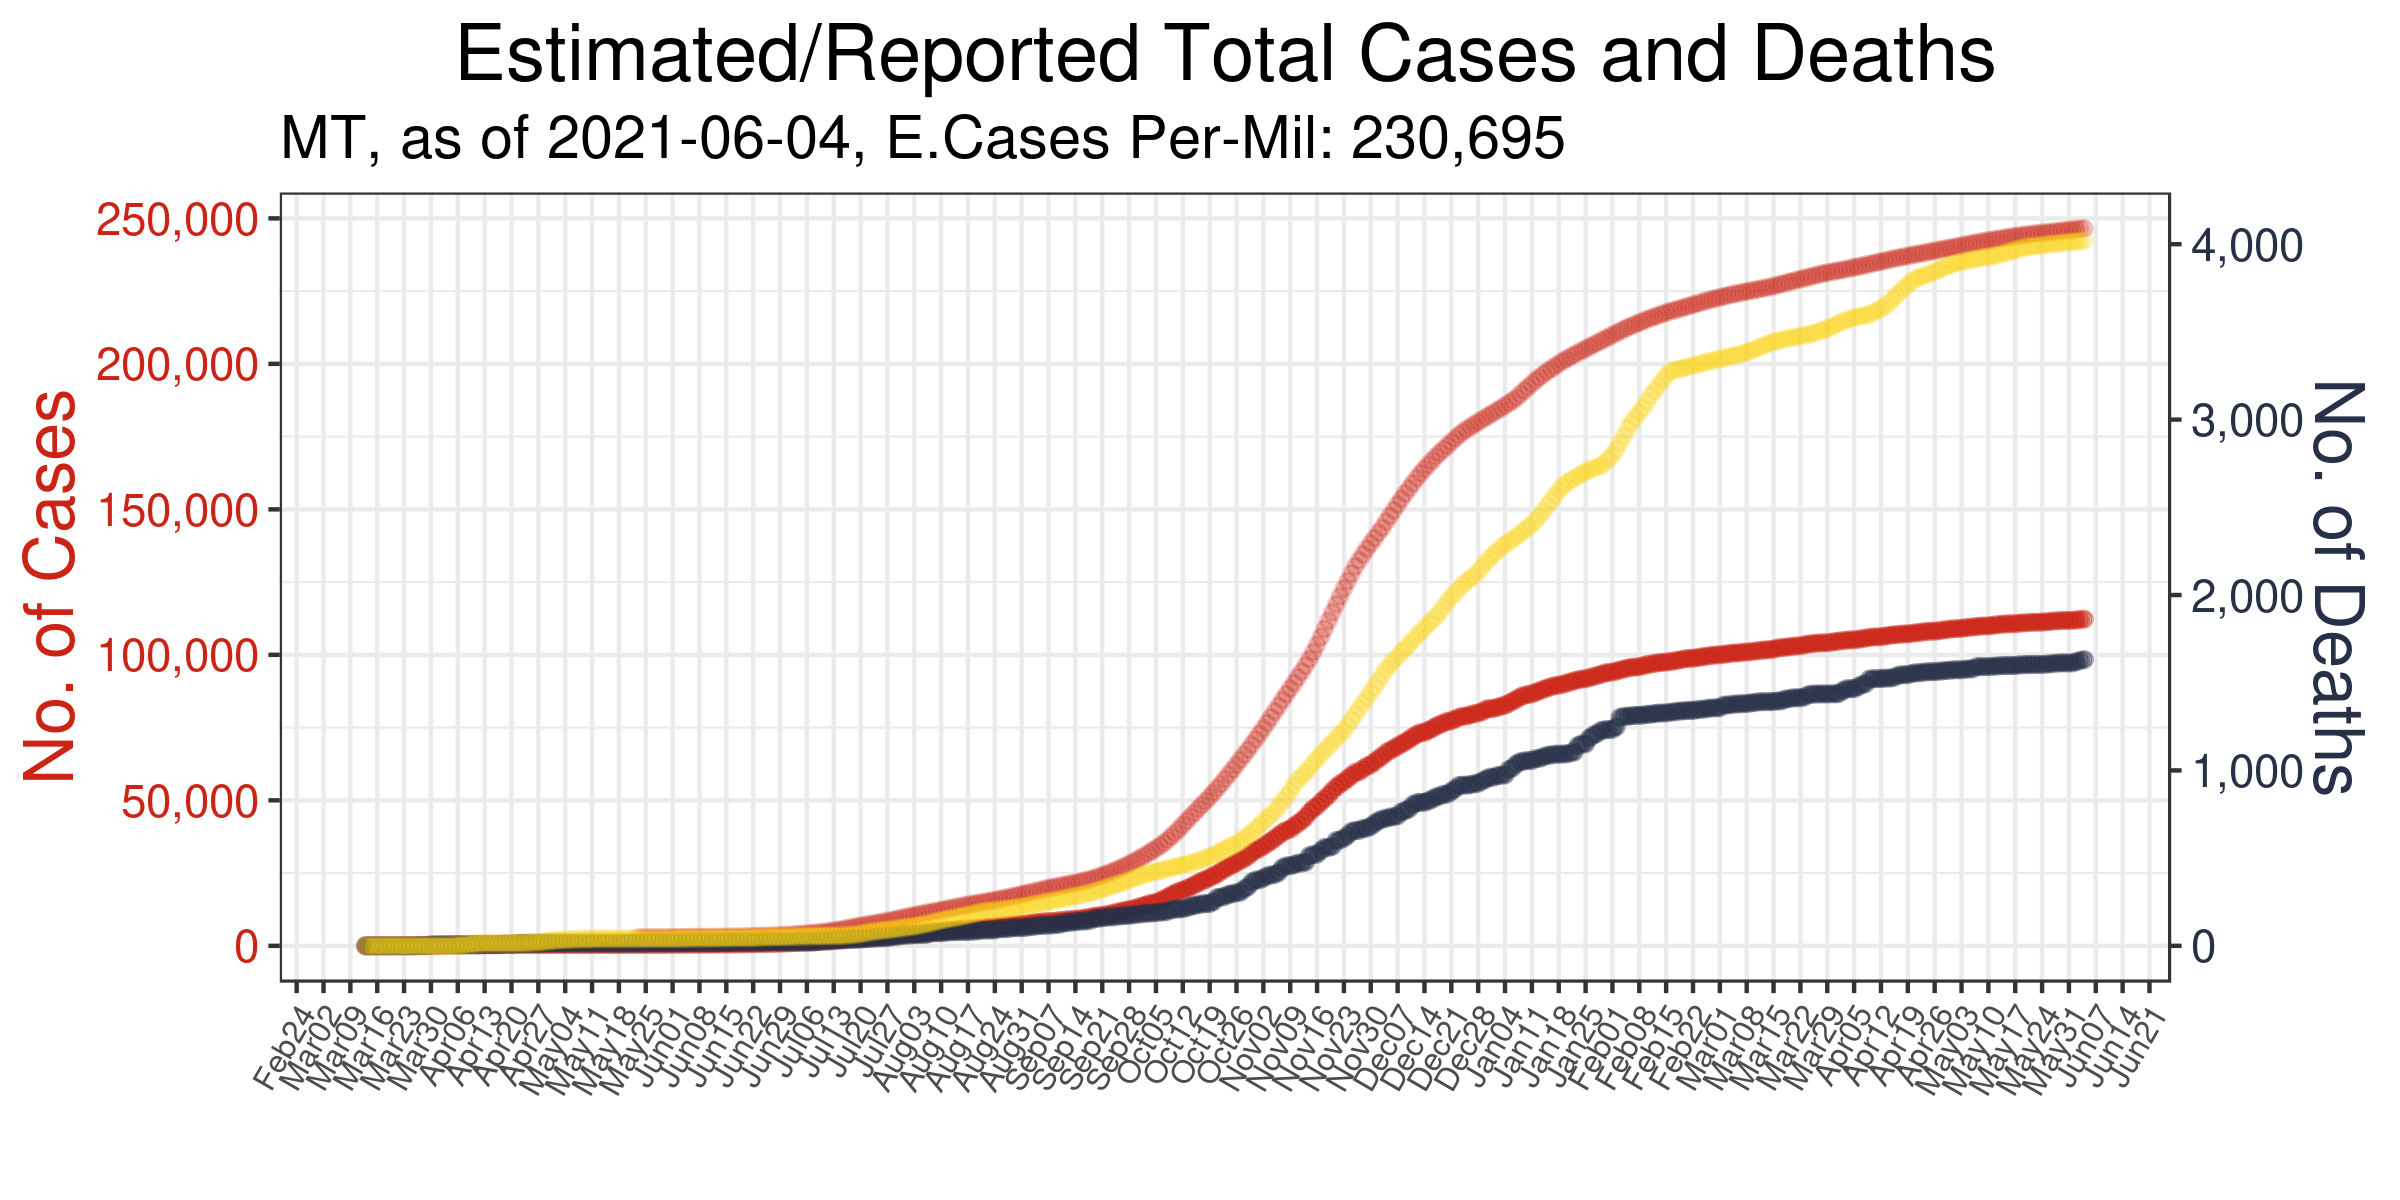 Estimated/Reported Total Cases and Deaths
MT, as of 2021-06-04, E.Cases Per-Mil: 230,695
No. of Cases
250,000
200,000
150,000
100,000
50,000
0
4,000
3,000
2,000
1,000
0
No. of Deaths
Feb24
Mar02
Mar09
Mar16
Mar23
Mar30
Apr06
Apr13
Apr20
Apr27
May04
May11
May18
May25
Jun01
Jun08
Jun15
Jun22
Jun29
Jul06
Jul13
Jul20
Jul27
Aug03
Aug10
Aug17
Aug24
Aug31
Sep07
Sep14
Sep21
Sep28
Oct05
Oct12
Oct19
Oct26
Nov02
Nov09
Nov16
Nov23
Nov30
Dec07
Dec14
Dec21
Dec28
Jan04
Jan11
Jan18
Jan25
Feb01
Feb08
Feb15
Feb22
Mar01
Mar08
Mar15
Mar22
Mar29
Apr05
Apr12
Apr19
Apr26
May03
May10
May17
May24
May31
Jun07
Jun14
Jun21